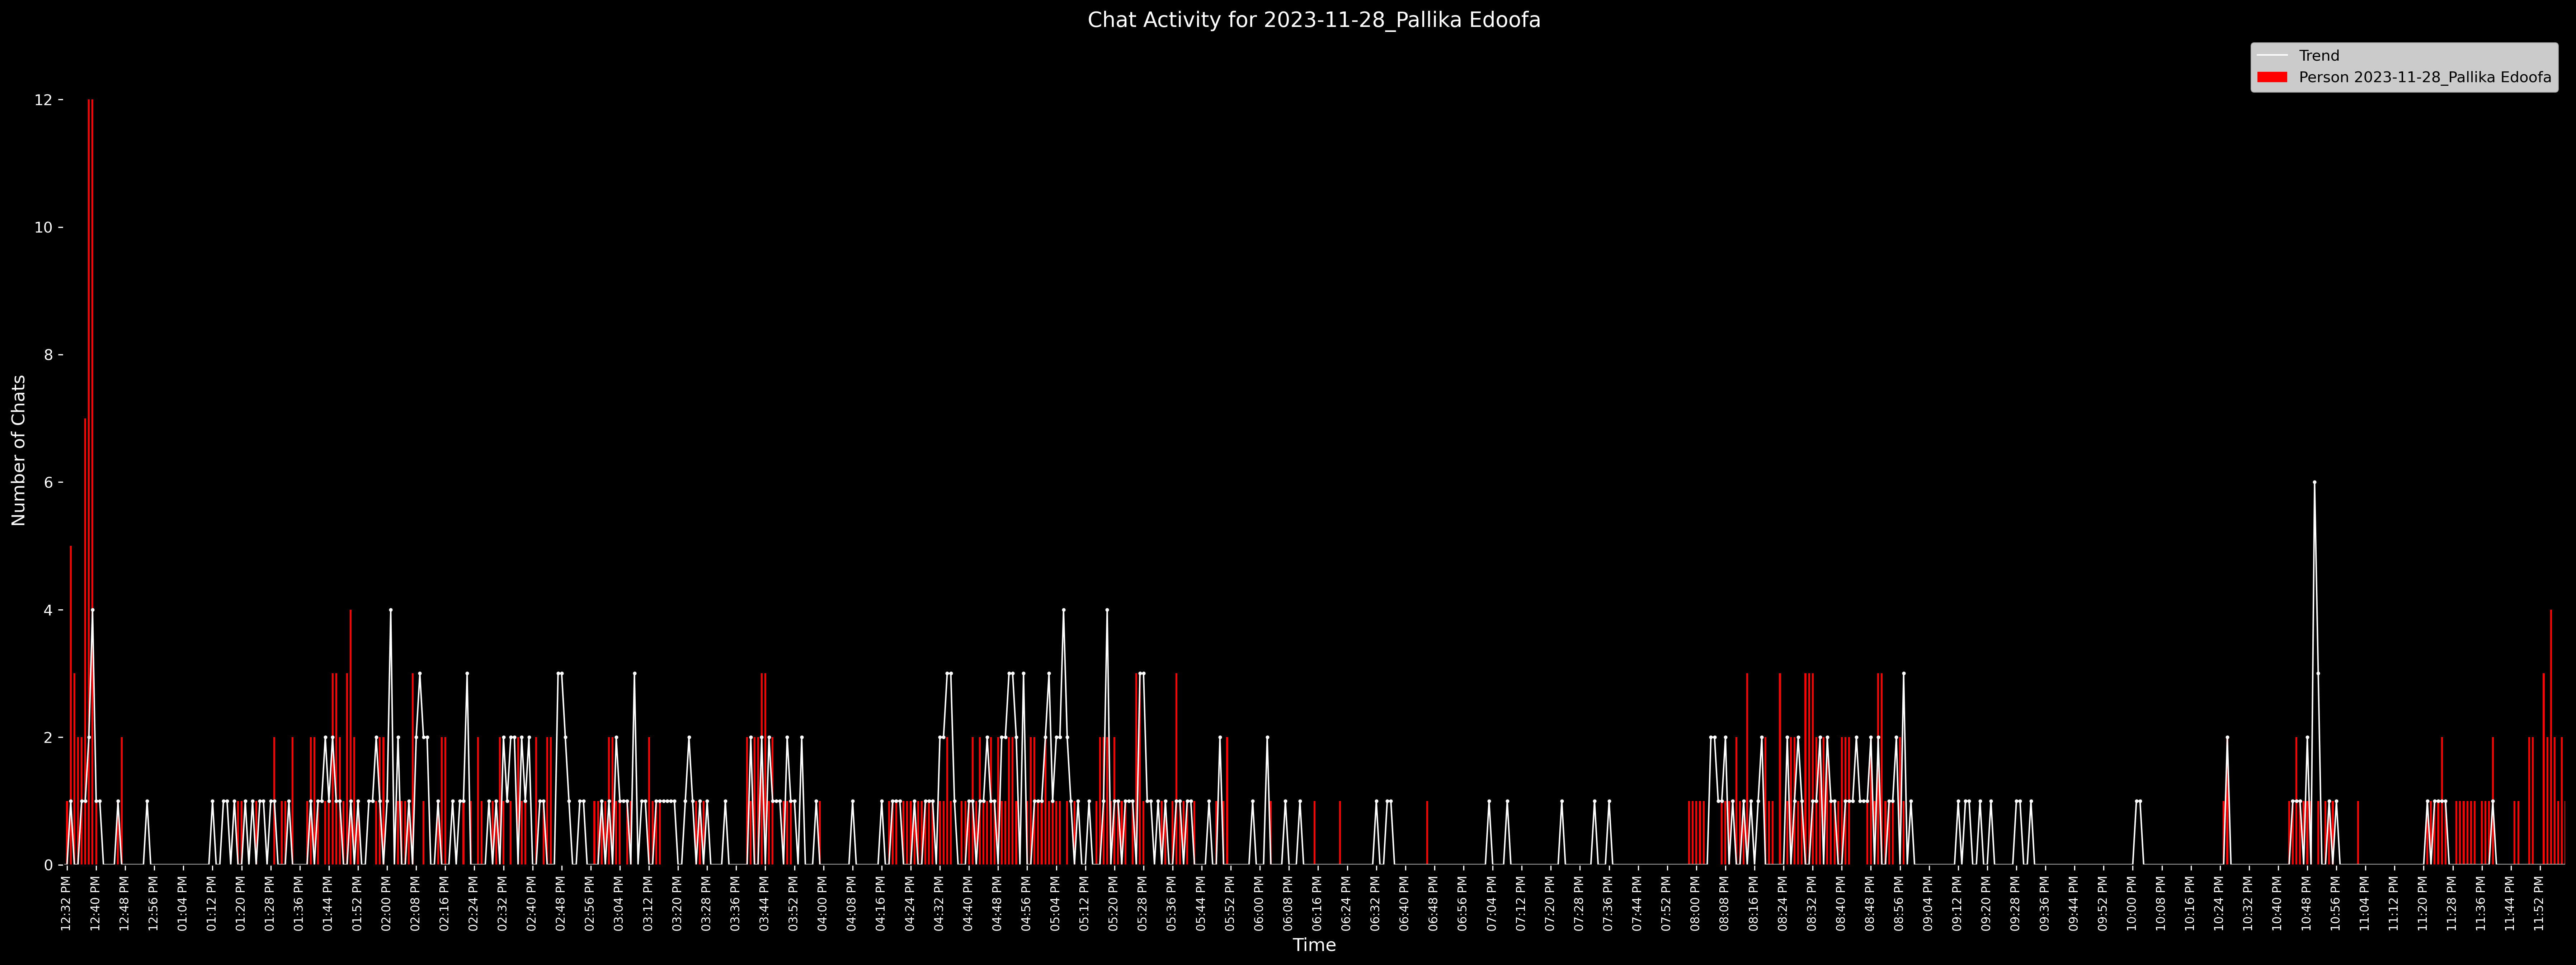 Chat Activity for 2023-11-28_Pallika Edoofa
Trend
Person 2023-11-28_Pallika Edoofa
Number of Chats
12
10
8
6
4
2
0
12:32 PM
12:40 PM
12:48 PM
12:56 PM
01:04 PM
01:12 PM
01:20 PM
01:28 PM
01:36 PM
01:44 PM
01:52 PM
02:00 PM
02:08 PM
02:16 PM
02:24 PM
02:32 PM
02:40 PM
02:48 PM
02:56 PM
03:04 PM
03:12 PM
03:20 PM
03:28 PM
03:36 PM
03:44 PM
03:52 PM
04:00 PM
04:08 PM
04:16 PM
04:24 PM
04:32 PM
04:40 PM
04:48 PM
04:56 PM
05:04 PM
05:12 PM
05:20 PM
05:28 PM
05:36 PM
05:44 PM
05:52 PM
06:00 PM
06:08 PM
06:16 PM
06:24 PM
06:32 PM
06:40 PM
06:48 PM
06:56 PM
07:04 PM
07:12 PM
07:20 PM
07:28 PM
07:36 PM
07:44 PM
07:52 PM
08:00 PM
08:08 PM
08:16 PM
08:24 PM
08:32 PM
08:40 PM
08:48 PM
08:56 PM
09:04 PM
09:12 PM
09:20 PM
09:28 PM
09:36 PM
09:44 PM
09:52 PM
10:00 PM
10:08 PM
10:16 PM
10:24 PM
10:32 PM
10:40 PM
10:48 PM
10:56 PM
11:04 PM
11:12 PM
11:20 PM
11:28 PM
11:36 PM
11:44 PM
11:52 PM
Time